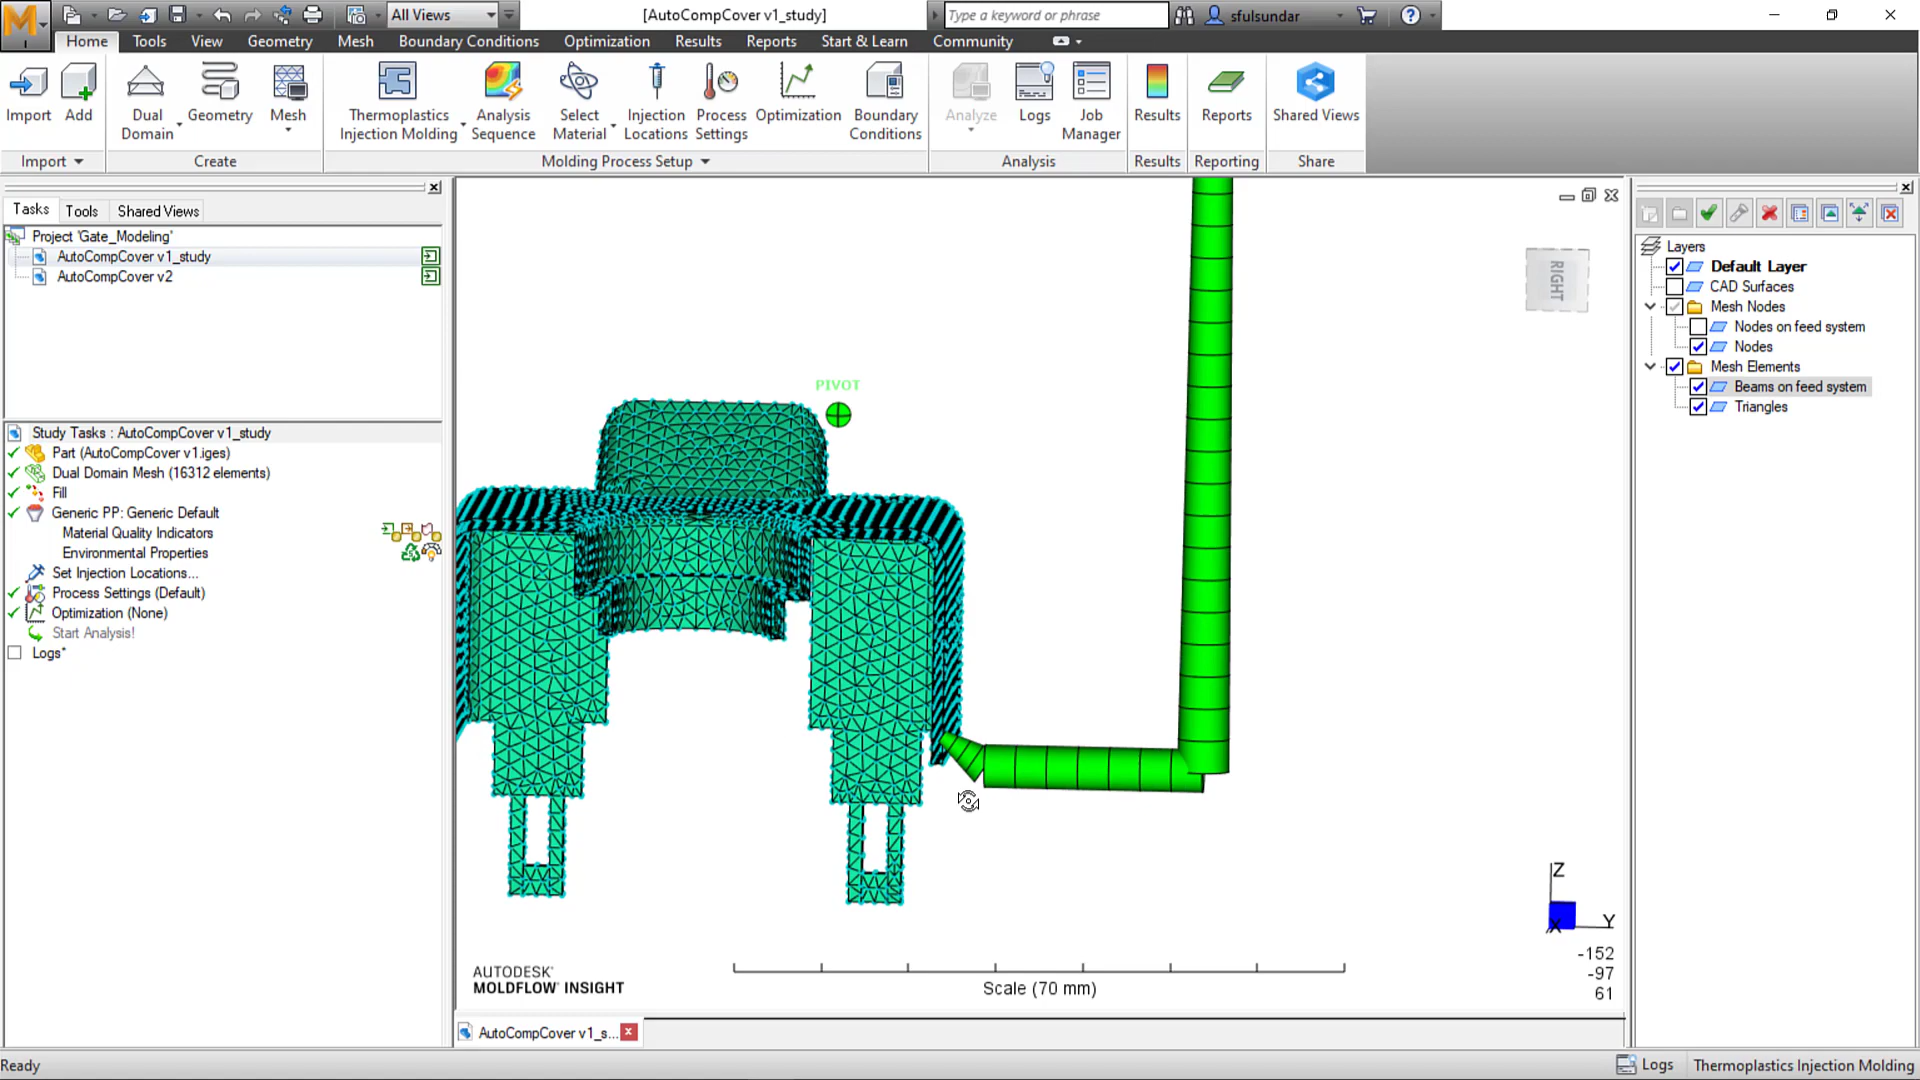 M
All Views
[AutoCompCover v1_study]
Type a keyword or phrase
sfulsundar
Home
Tools
View
Geometry
Mesh
Boundary Conditions
Optimization
Results
Reports
Start & Learn
Community
Import
Add
Dual Domain
Geometry
Mesh
Thermoplastics Injection Molding
Analysis Sequence
Select Material
Injection Locations
Process Settings
Optimization
Boundary Conditions
Analyze
Logs
Job Manager
Results
Reports
Shared Views
Import
Create
Molding Process Setup
Analysis
Results
Reporting
Share
Tasks
Tools
Shared Views
Project 'Gate_Modeling'
AutoCompCover v1_study
AutoCompCover v2
Study Tasks : AutoCompCover v1_study
Part (AutoCompCover v1.iges)
Dual Domain Mesh (16312 elements)
Fill
Generic PP: Generic Default
Material Quality Indicators
Environmental Properties
Set Injection Locations...
Process Settings (Default)
Optimization (None)
Start Analysis!
Logs*
PIVOT
RIGHT
Z
Y
X
-152
-97
61
AUTODESK®
MOLDFLOW® INSIGHT
Scale (70 mm)
AutoCompCover v1_s...
Layers
Default Layer
CAD Surfaces
Mesh Nodes
Nodes on feed system
Nodes
Mesh Elements
Beams on feed system
Triangles
Ready
Logs
Thermoplastics Injection Molding